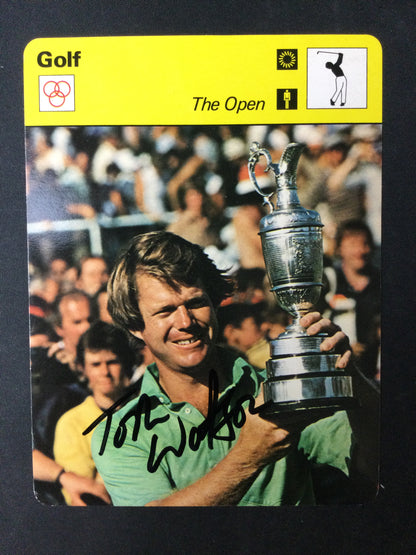 Golf
The Open
Tom
Watson